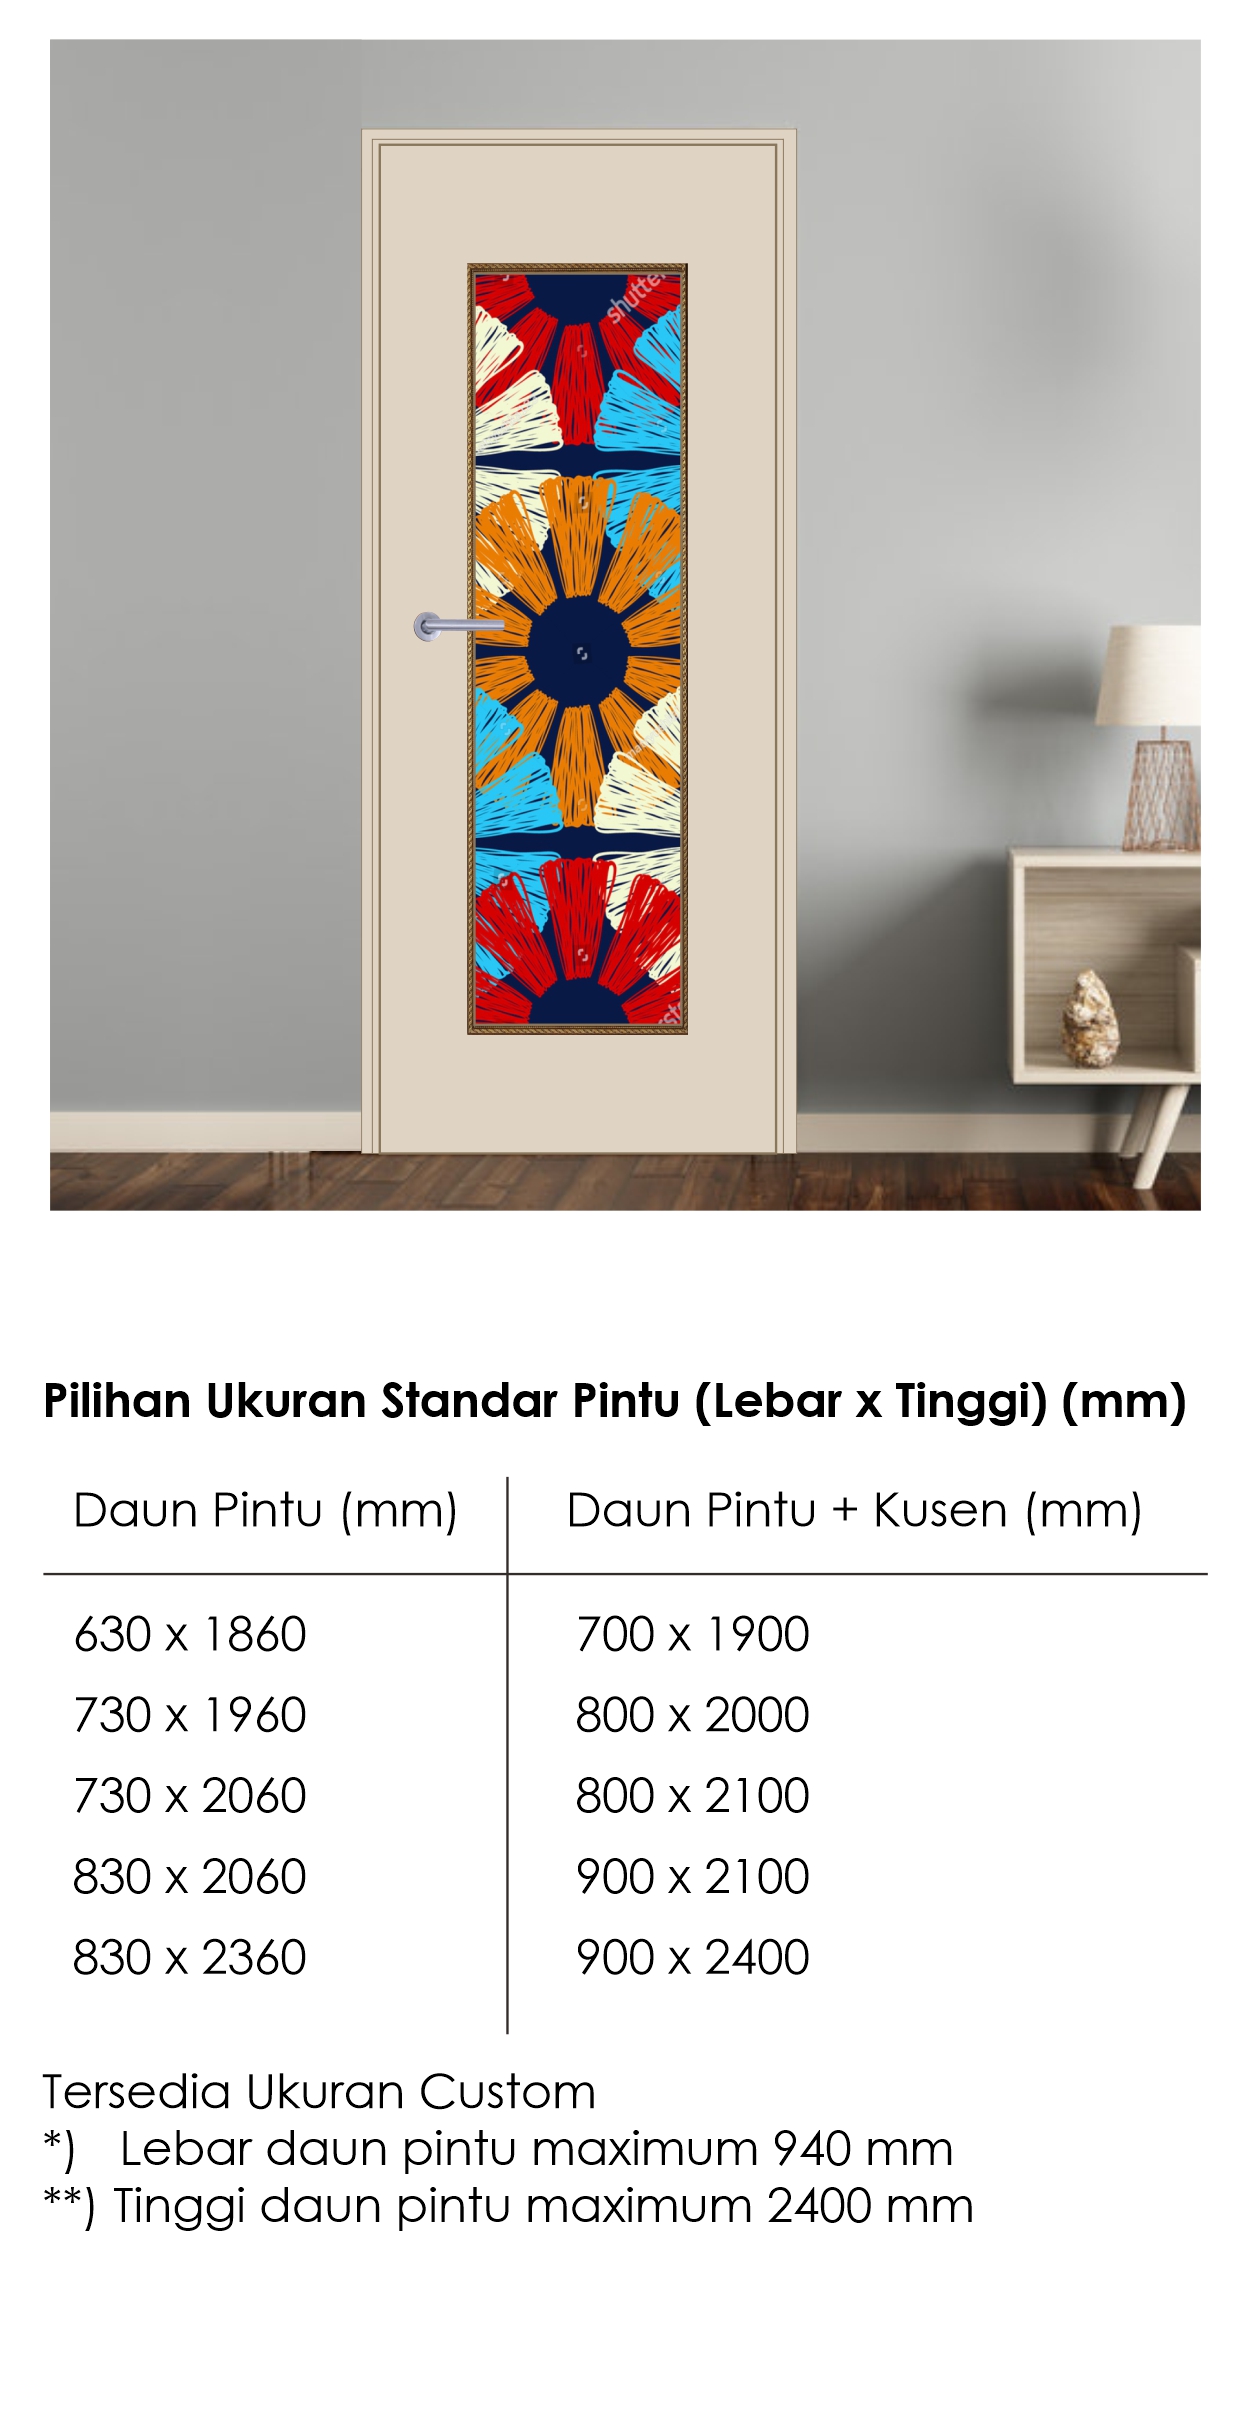 shutter
Pilihan Ukuran Standar Pintu (Lebar x Tinggi) (mm)
Daun Pintu (mm) Daun Pintu + Kusen (mm)
630 x 1860 700 x 1900
730 x 1960 800 x 2000
730 x 2060 800 x 2100
830 x 2060 900 x 2100
830 x 2360 900 x 2400
Tersedia Ukuran Custom
*) Lebar daun pintu maximum 940 mm
**) Tinggi daun pintu maximum 2400 mm